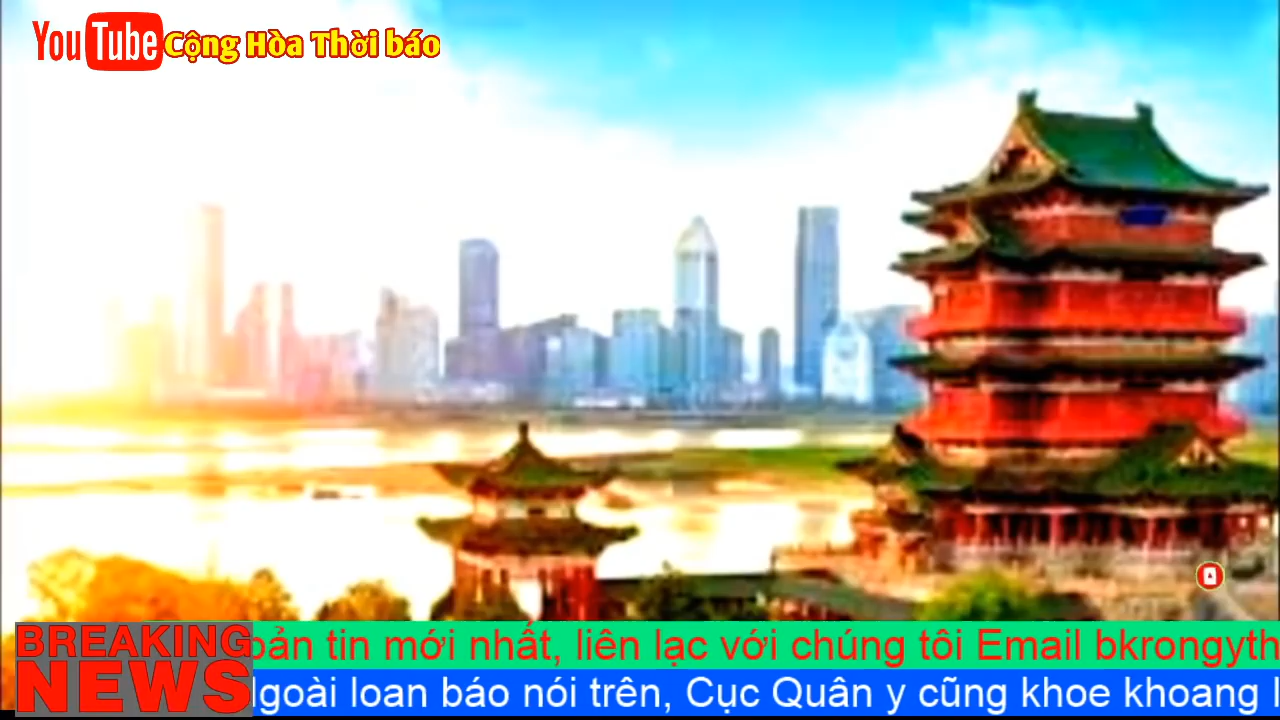 YouTube Cộng Hòa Thời báo
BREAKING NEWS
bản tin mới nhất, liên lạc với chúng tôi Email bkrongyth
Ngoài loan báo nói trên, Cục Quân y cũng khoe khoang